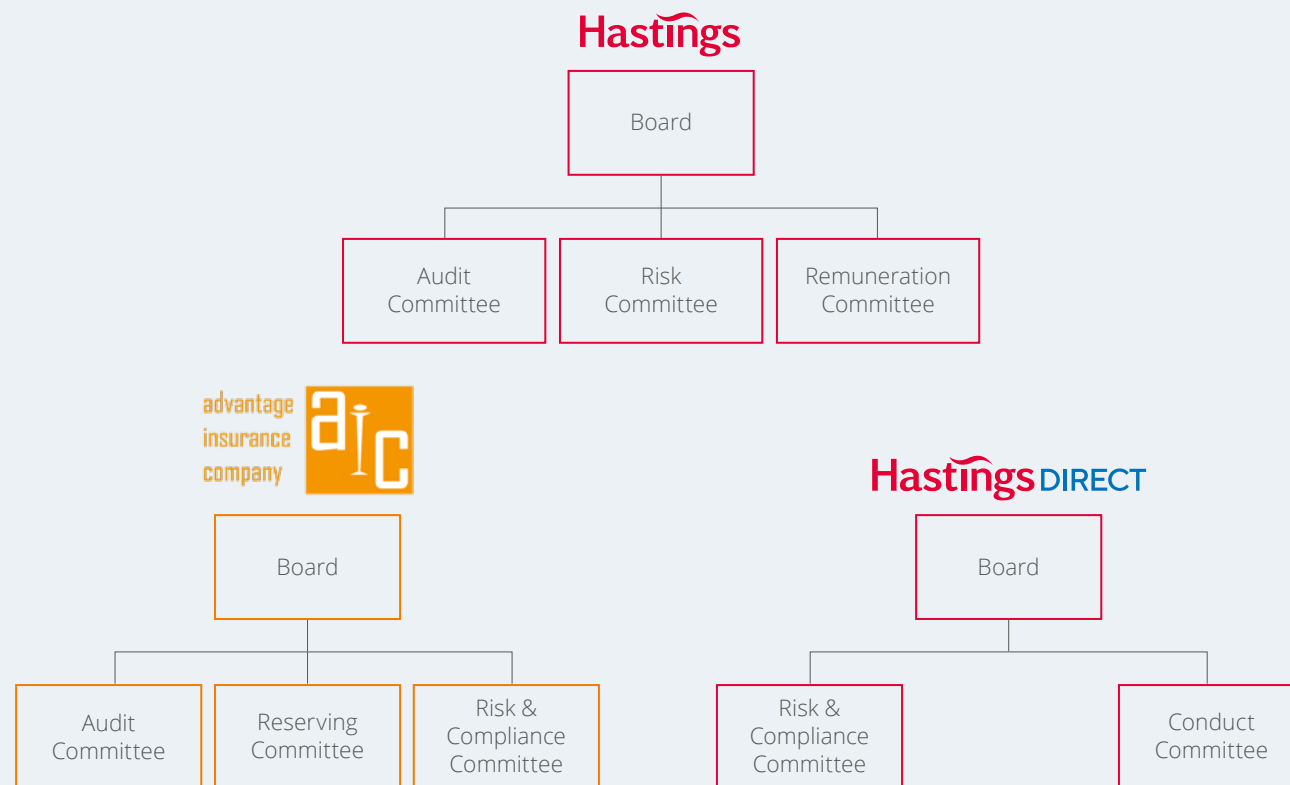 Hastings
Board
Audit
Committee
Risk
Committee
Remuneration
Committee
advantage
insurance
company
aic
Board
Audit
Committee
Reserving
Committee
Risk &
Compliance
Committee
Hastings DIRECT
Board
Risk &
Compliance
Committee
Conduct
Committee